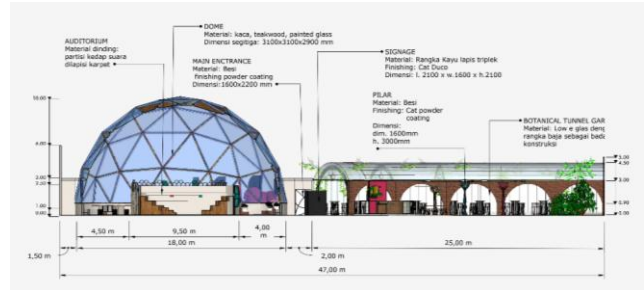 DOME
Material: kaca, teakwood, painted glass
Dimensi segitiga: 3100x3100x2900 mm
AUDITORIUM
Material dinding:
partisi kedap suara
dilapisi karpet
MAIN ENCTRANCE
Material: Besi
finishing powder coating
Dimensi:1600x2200 mm
SIGNAGE
Material: Rangka Kayu lapis triplek
Finishing: Cat Duco
Dimensi: l. 2100 x w.1600 x h.2100
PILAR
Material: Besi
Finishing: Cat powder
coating
Dimensi:
dim. 1600mm
h. 3000mm
BOTANICAL TUNNEL GAR
Material: Low e glas deng
rangka baja sebagai bad
konstruksi
4,50 m
9,50 m
4,00
m
1,50 m
18,00 m
2,00 m
25,00 m
47,00 m